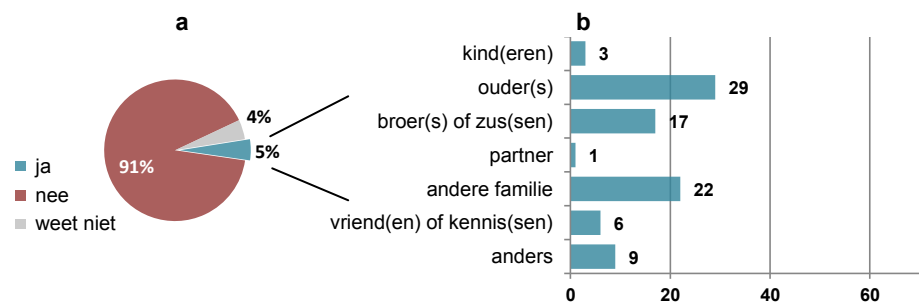 a
4%
5%
91%
ja
nee
weet niet
b
kind(eren) 3
ouder(s) 29
broer(s) of zus(sen) 17
partner 1
andere familie 22
vriend(en) of kennis(sen) 6
anders 9
0 20 40 60